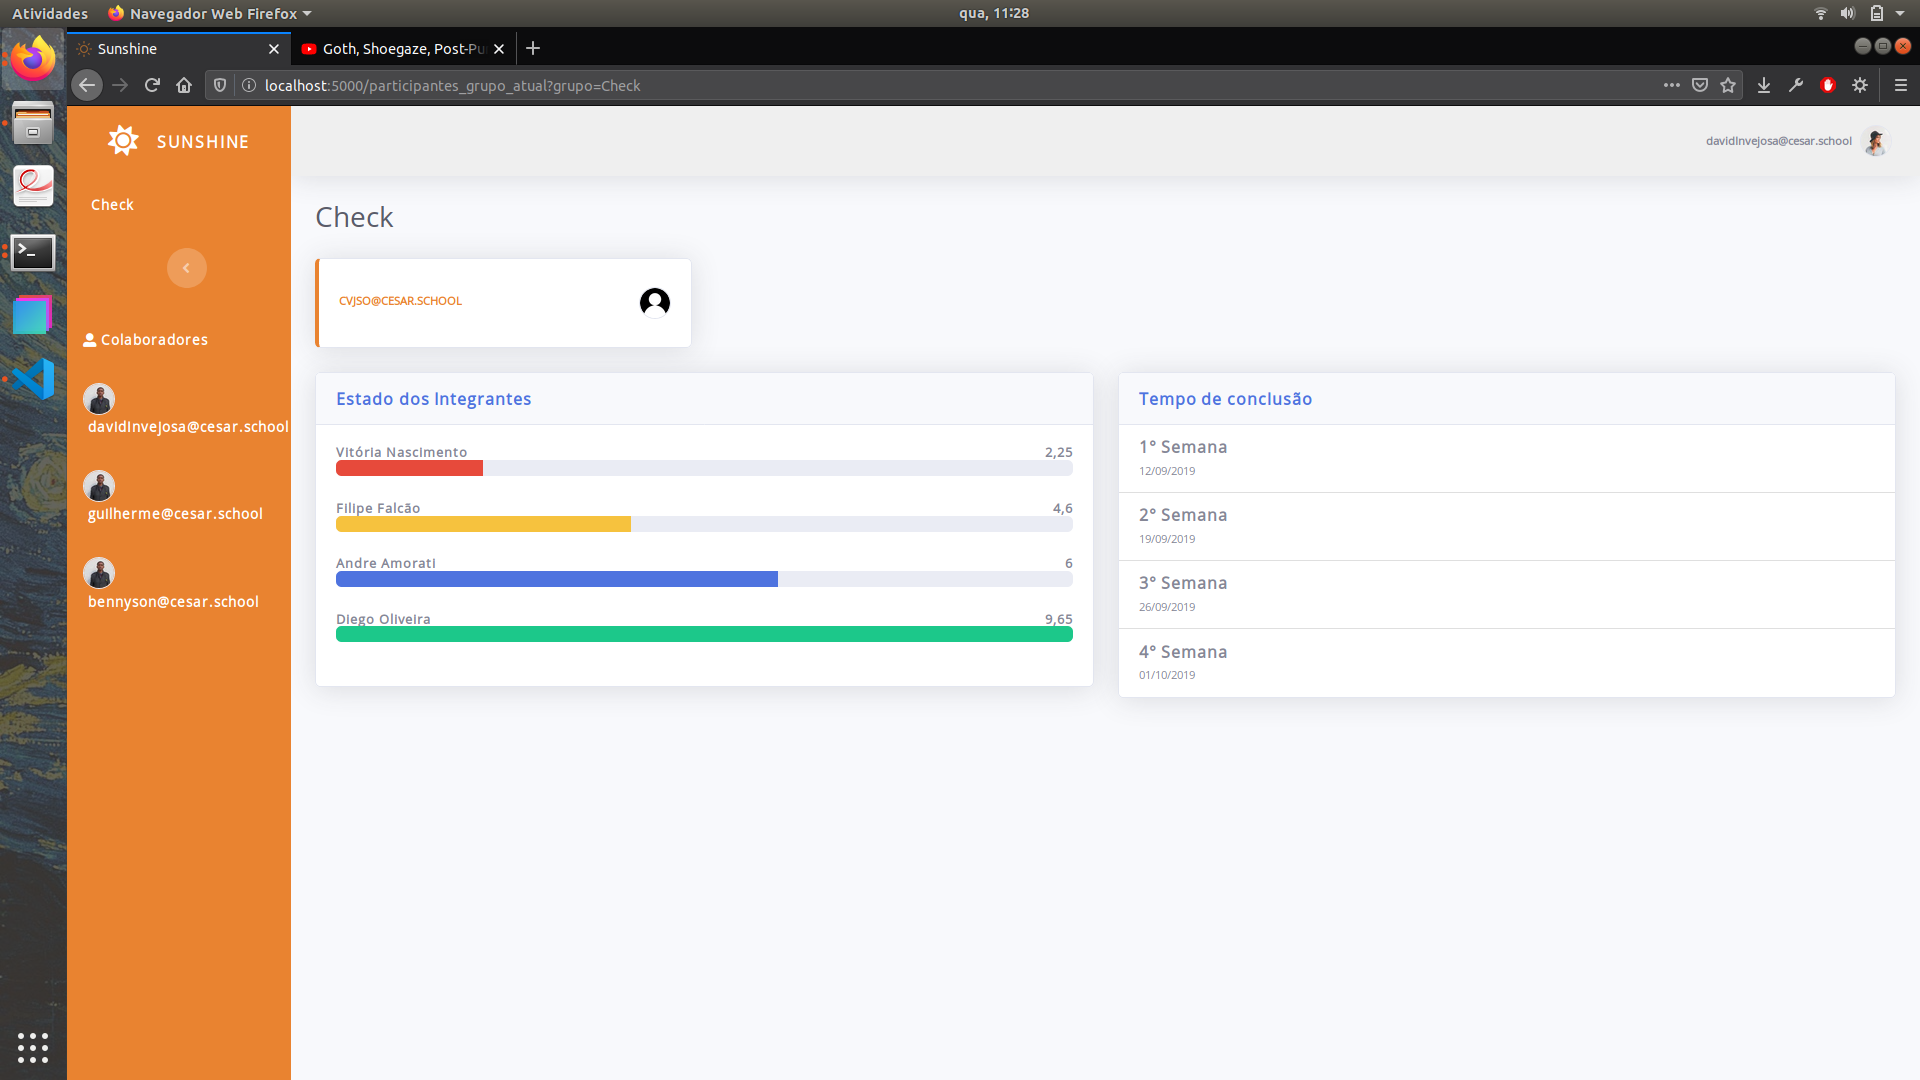 Atividades
Navegador Web Firefox
qua, 11:28
Sunshine
Goth, Shoegaze, Post-Pu
localhost:5000/participantes_grupo_atual?grupo=Check
SUNSHINE
davidinvejosa@cesar.school
Check
Colaboradores
davidinvejosa@cesar.school
guilherme@cesar.school
bennyson@cesar.school
Check
CVJSO@CESAR.SCHOOL
Estado dos Integrantes
Vitória Nascimento 2,25
Filipe Falcão 4,6
Andre Amorati 6
Diego Oliveira 9,65
Tempo de conclusão
1° Semana
12/09/2019
2° Semana
19/09/2019
3° Semana
26/09/2019
4° Semana
01/10/2019